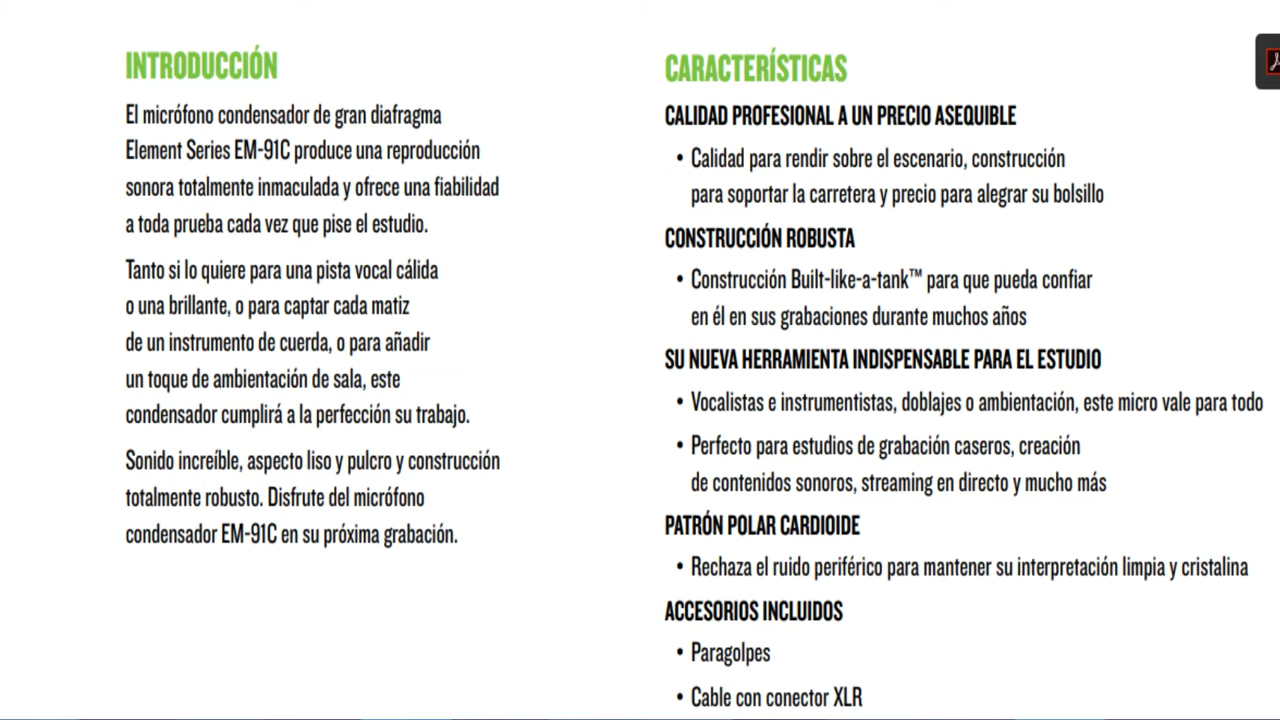 INTRODUCCIÓN
El micrófono condensador de gran diafragma
Element Series EM-91C produce una reproducción
sonora totalmente inmaculada y ofrece una fiabilidad
a toda prueba cada vez que pise el estudio.
Tanto si lo quiere para una pista vocal cálida
o una brillante, o para captar cada matiz
de un instrumento de cuerda, o para añadir
un toque de ambientación de sala, este
condensador cumplirá a la perfección su trabajo.
Sonido increíble, aspecto liso y pulcro y construcción
totalmente robusto. Disfrute del micrófono
condensador EM-91C en su próxima grabación.
CARACTERÍSTICAS
CALIDAD PROFESIONAL A UN PRECIO ASEQUIBLE
• Calidad para rendir sobre el escenario, construcción
para soportar la carretera y precio para alegrar su bolsillo
CONSTRUCCIÓN ROBUSTA
• Construcción Built-like-a-tank™ para que pueda confiar
en él en sus grabaciones durante muchos años
SU NUEVA HERRAMIENTA INDISPENSABLE PARA EL ESTUDIO
• Vocalistas e instrumentistas, doblajes o ambientación, este micro vale para todo
• Perfecto para estudios de grabación caseros, creación
de contenidos sonoros, streaming en directo y mucho más
PATRÓN POLAR CARDIOIDE
• Rechaza el ruido periférico para mantener su interpretación limpia y cristalina
ACCESORIOS INCLUIDOS
• Paragolpes
• Cable con conector XLR